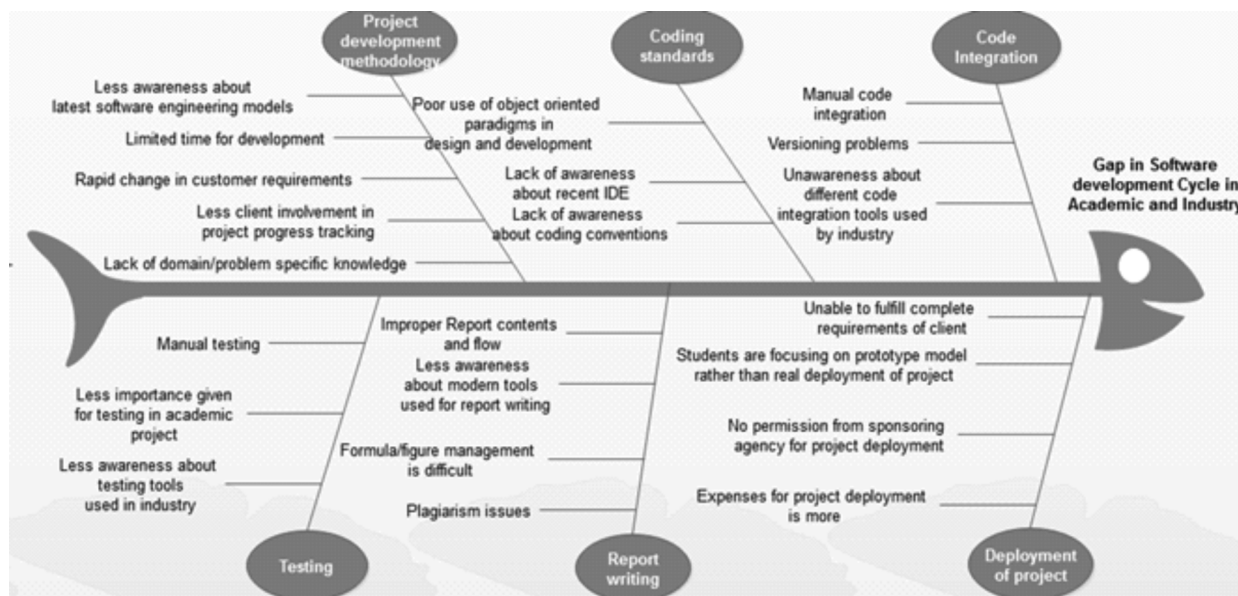 Project
development
methodology
Coding
standards
Code
Integration
Less awareness about
latest software engineering models
Limited time for development
Rapid change in customer requirements
Less client involvement in
project progress tracking
Lack of domain/problem specific knowledge
Poor use of object oriented
paradigms in
design and development
Lack of awareness
about recent IDE
Lack of awareness
about coding conventions
Manual code
integration
Versioning problems
Unawareness about
different code
integration tools used
by industry
Gap in Software
development Cycle in
Academic and Industry
Manual testing
Less importance given
for testing in academic
project
Less awareness about
testing tools
used in industry
Improper Report contents
and flow
Less awareness
about modern tools
used for report writing
Formula/figure management
is difficult
Plagiarism issues
Unable to fulfill complete
requirements of client
Students are focusing on prototype model
rather than real deployment of project
No permission from sponsoring
agency for project deployment
Expenses for project deployment
is more
Testing
Report
writing
Deployment
of project